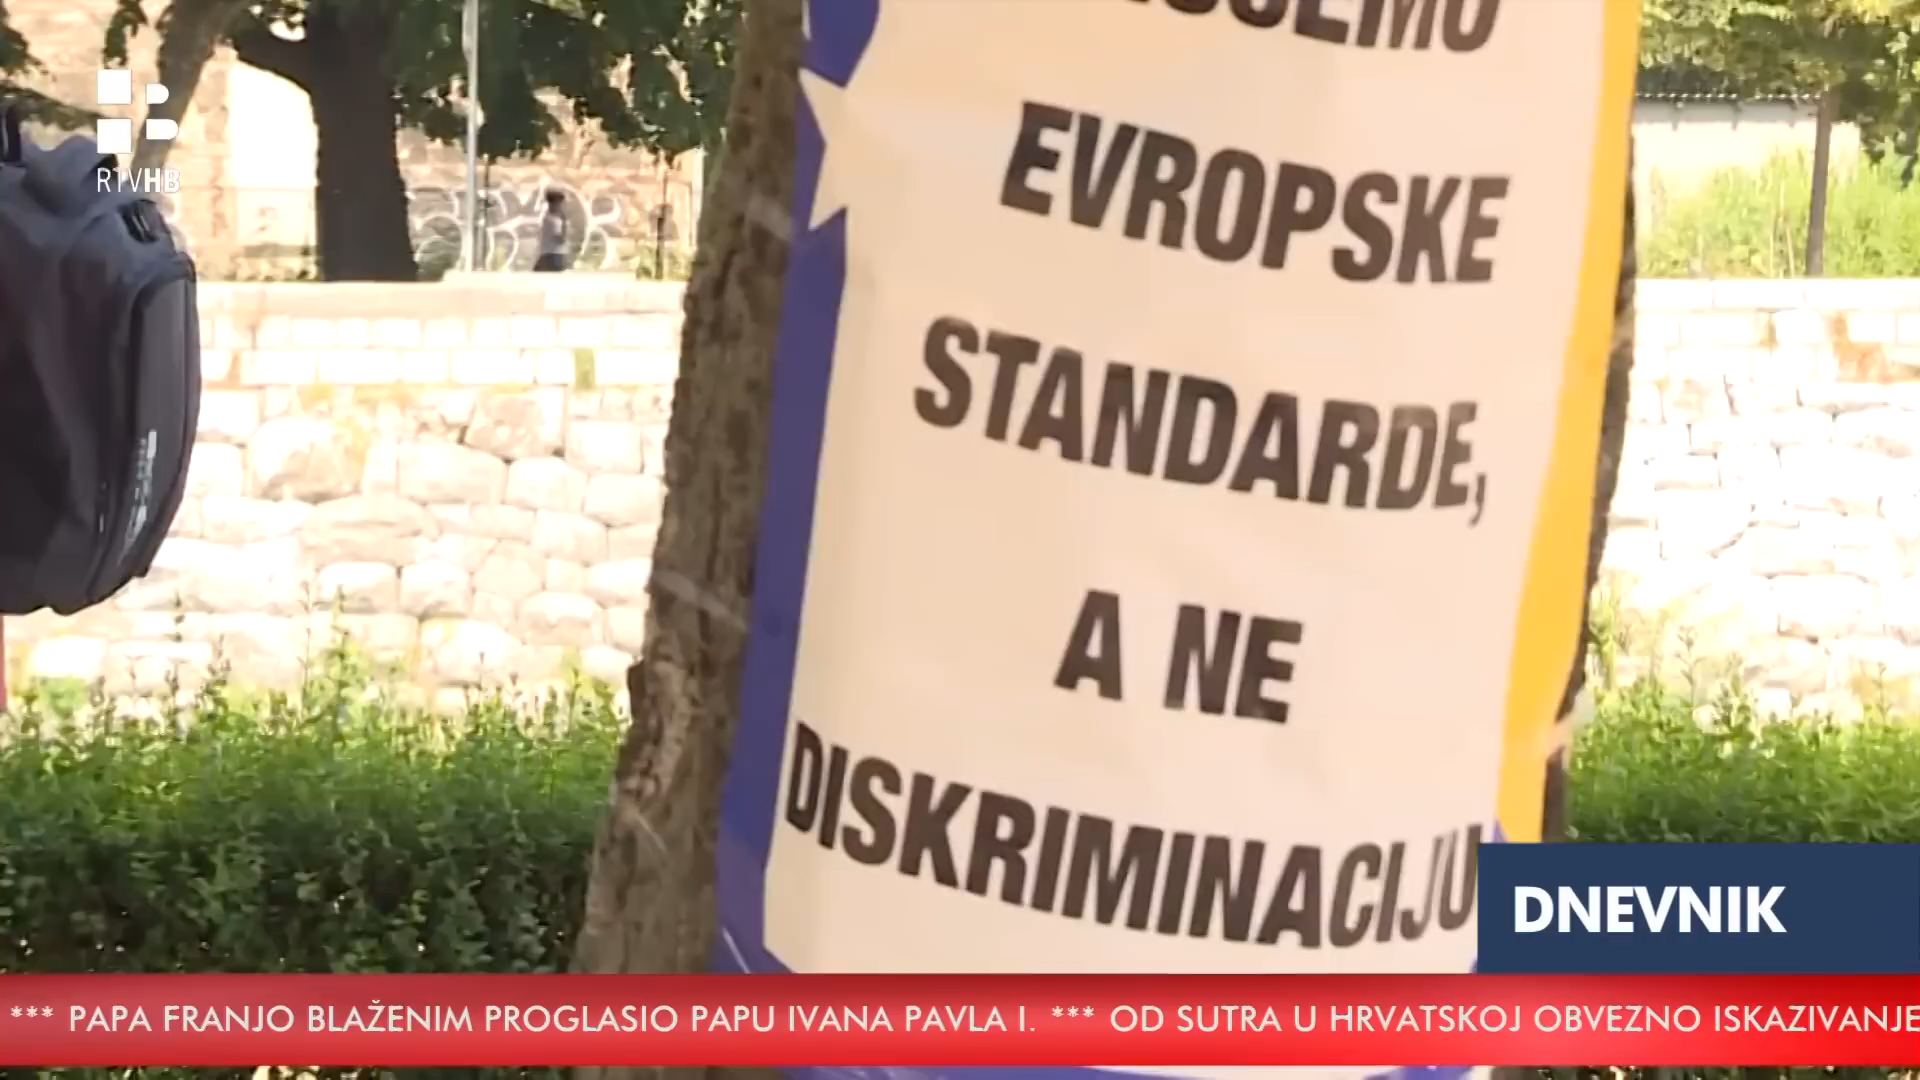 RTVHB
EVROPSKE
STANDARDE,
A NE
DISKRIMINACIJU
DNEVNIK
*** PAPA FRANJO BLAŽENIM PROGLASIO PAPU IVANA PAVLA I. *** OD SUTRA U HRVATSKOJ OBVEZNO ISKAZIVANJE